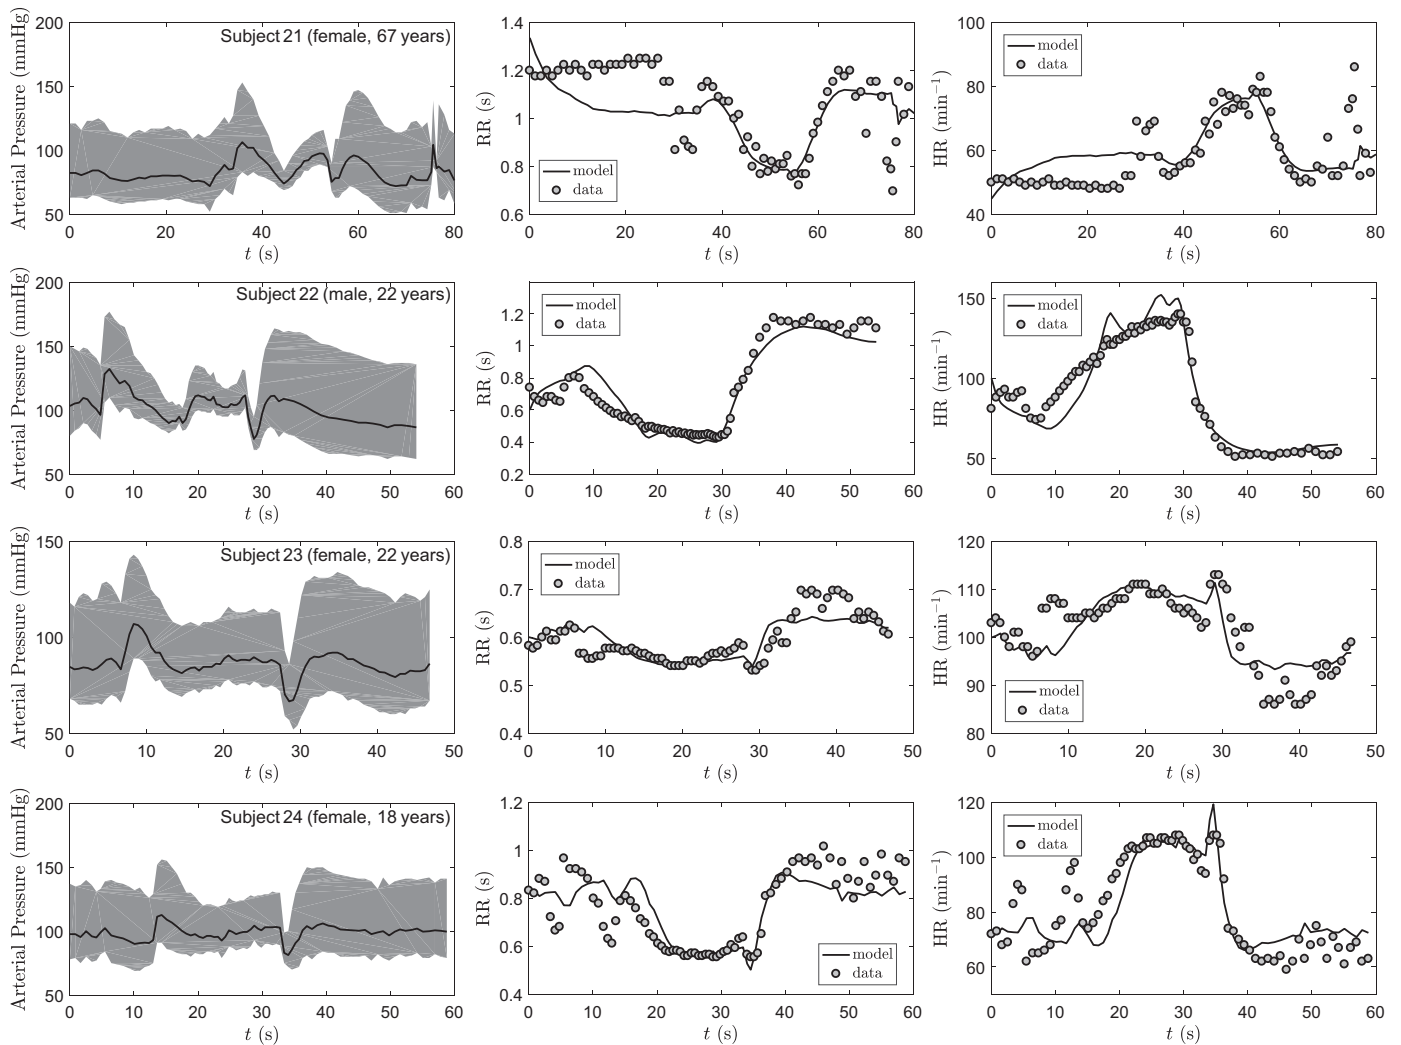 Subject 21 (female, 67 years)
Arterial Pressure (mmHg)
200
150
100
50
0 20 40 60 80
t (s)
RR (s)
1.4
1.2
1
0.8
0.6
model
data
0 20 40 60 80
t (s)
HR (min⁻¹)
100
80
60
40
model
data
0 20 40 60 80
t (s)
Subject 22 (male, 22 years)
Arterial Pressure (mmHg)
200
150
100
50
0 10 20 30 40 50 60
t (s)
RR (s)
1.2
1
0.8
0.6
0.4
0.2
model
data
0 10 20 30 40 50 60
t (s)
HR (min⁻¹)
150
100
50
model
data
0 10 20 30 40 50 60
t (s)
Subject 23 (female, 22 years)
Arterial Pressure (mmHg)
150
100
50
0 10 20 30 40 50
t (s)
RR (s)
0.8
0.7
0.6
0.5
0.4
model
data
0 10 20 30 40 50
t (s)
HR (min⁻¹)
120
110
100
90
80
model
data
0 10 20 30 40 50
t (s)
Subject 24 (female, 18 years)
Arterial Pressure (mmHg)
200
150
100
50
0 10 20 30 40 50 60
t (s)
RR (s)
1.2
1
0.8
0.6
0.4
model
data
0 10 20 30 40 50 60
t (s)
HR (min⁻¹)
120
100
80
60
model
data
0 10 20 30 40 50 60
t (s)